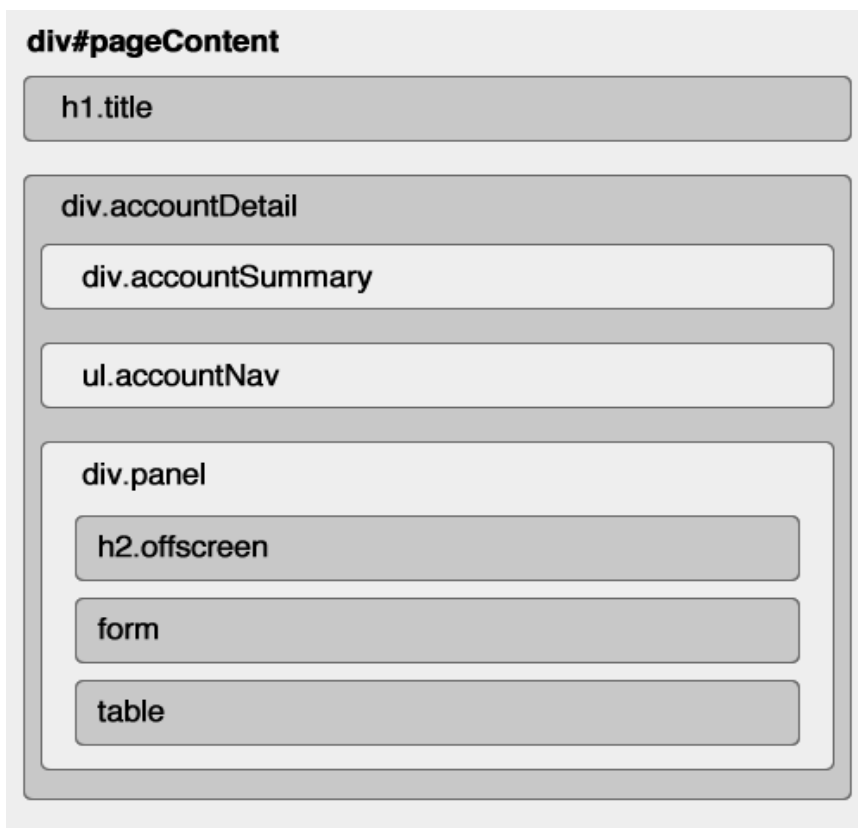 div#pageContent
h1.title
div.accountDetail
div.accountSummary
ul.accountNav
div.panel
h2.offscreen
form
table